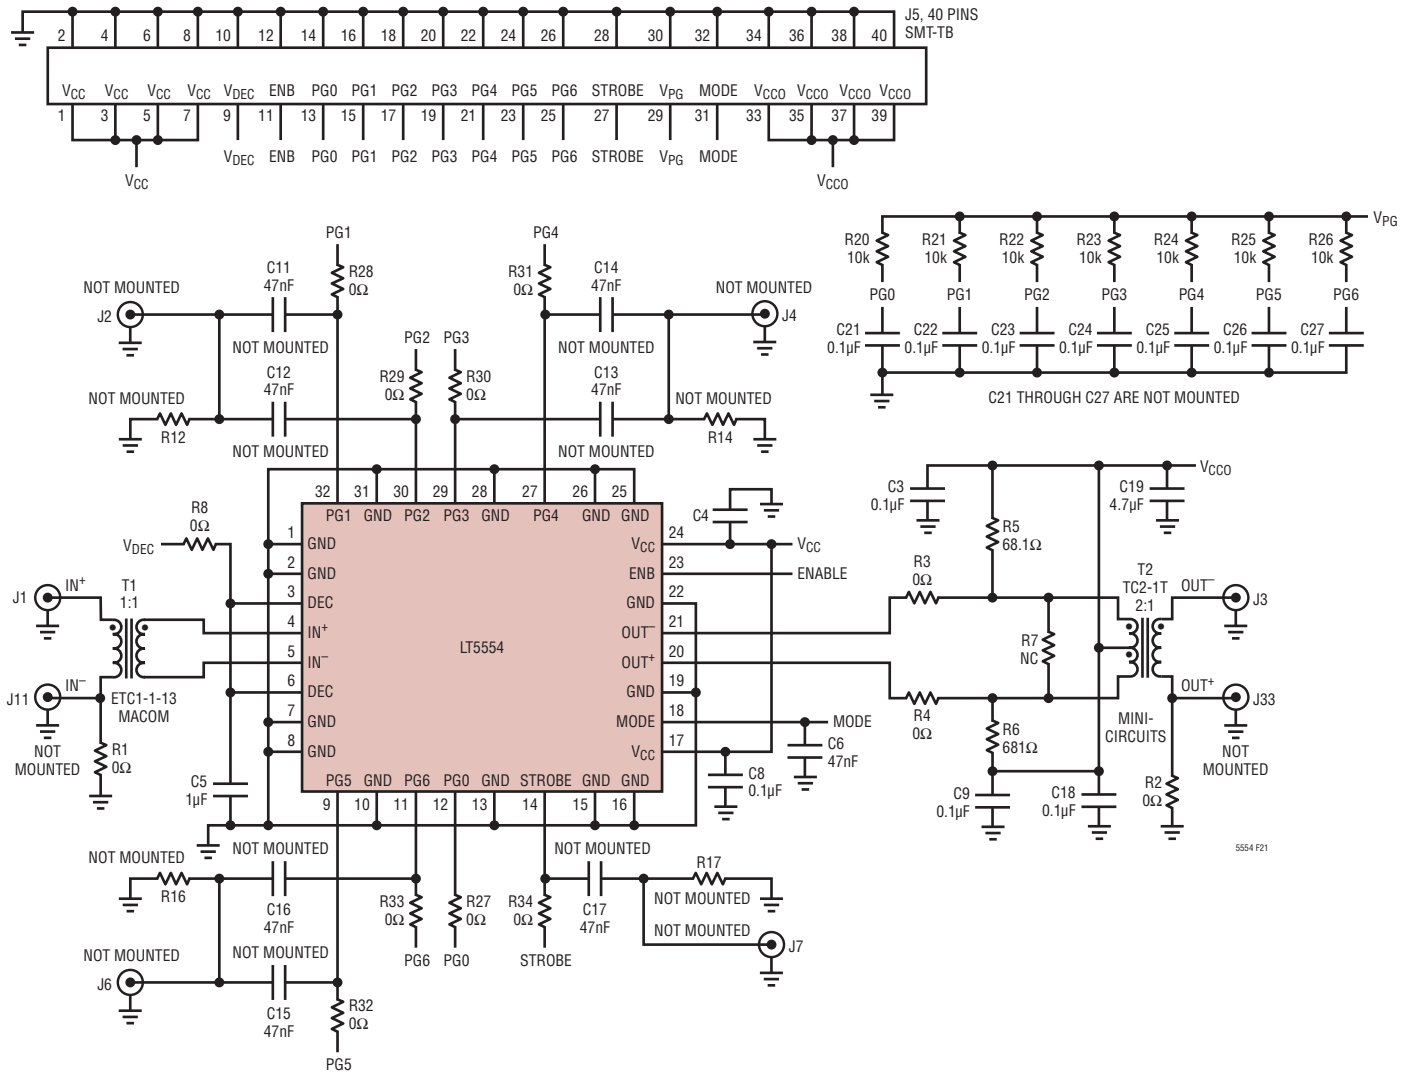 J5, 40 PINS
SMT-TB
2 4 6 8 10 12 14 16 18 20 22 24 26 28 30 32 34 36 38 40
VCC VCC VCC VCC VDEC ENB PG0 PG1 PG2 PG3 PG4 PG5 PG6 STROBE VPG MODE VCCO VCCO VCCO VCCO
1 3 5 7 9 11 13 15 17 19 21 23 25 27 29 31 33 35 37 39
VDEC ENB PG0 PG1 PG2 PG3 PG4 PG5 PG6 STROBE VPG MODE
VCC
VCCO
VPG
R20
10k
R21
10k
R22
10k
R23
10k
R24
10k
R25
10k
R26
10k
PG0 PG1 PG2 PG3 PG4 PG5 PG6
C21
0.1µF
C22
0.1µF
C23
0.1µF
C24
0.1µF
C25
0.1µF
C26
0.1µF
C27
0.1µF
C21 THROUGH C27 ARE NOT MOUNTED
PG1
R28
0Ω
C11
47nF
NOT MOUNTED
NOT MOUNTED
J2
PG4
R31
0Ω
C14
47nF
NOT MOUNTED
NOT MOUNTED
J4
PG2
R29
0Ω
PG3
R30
0Ω
C12
47nF
NOT MOUNTED
NOT MOUNTED
R12
C13
47nF
NOT MOUNTED
NOT MOUNTED
R14
32 31 30 29 28 27 26 25
PG1 GND PG2 PG3 GND PG4 GND GND
LT5554
1 GND
2 GND
3 DEC
4 IN+
5 IN–
6 DEC
7 GND
8 GND
24 VCC
23 ENB
22 GND
21 OUT–
20 OUT+
19 GND
18 MODE
17 VCC
PG5 GND PG6 PG0 GND STROBE GND GND
9 10 11 12 13 14 15 16
R8
0Ω
VDEC
J1
IN+
T1
1:1
J11
IN–
ETC1-1-13
MACOM
NOT
MOUNTED
R1
0Ω
C5
1µF
C4
VCC
ENABLE
MODE
C6
47nF
C8
0.1µF
VCCO
C3
0.1µF
C19
4.7µF
R5
68.1Ω
R3
0Ω
R7
NC
R4
0Ω
R6
681Ω
T2
TC2-1T
2:1
OUT–
J3
OUT+
J33
MINI-
CIRCUITS
NOT
MOUNTED
R2
0Ω
C9
0.1µF
C18
0.1µF
5554 F21
NOT MOUNTED
R16
NOT MOUNTED
C16
47nF
R33
0Ω
PG6
R27
0Ω
PG0
R34
0Ω
STROBE
NOT MOUNTED
C17
47nF
R17
NOT MOUNTED
NOT MOUNTED
J7
NOT MOUNTED
J6
NOT MOUNTED
C15
47nF
R32
0Ω
PG5